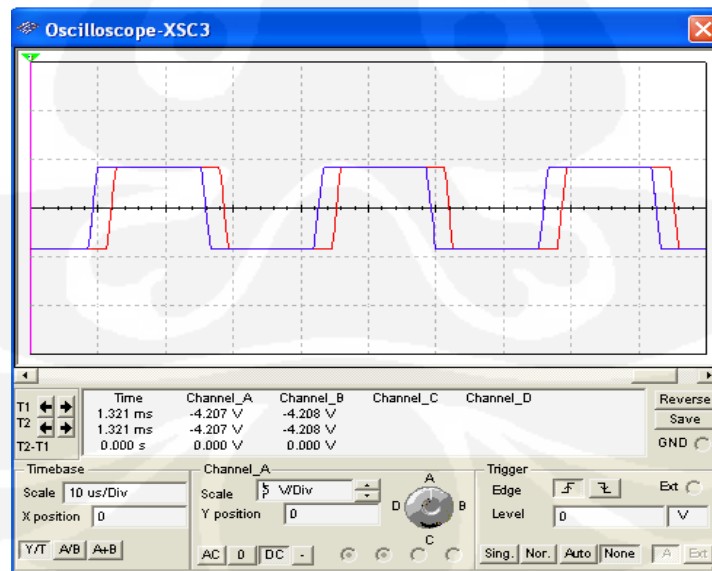 Oscilloscope-XSC3
Time Channel_A Channel_B Channel_C Channel_D
T1 1.321 ms -4.207 V -4.208 V
T2 1.321 ms -4.207 V -4.208 V
T2-T1 0.000 s 0.000 V 0.000 V
Reverse
Save
GND
Timebase
Scale 10 us/Div
X position 0
Y/T A/B A+B
Channel_A
Scale 5 V/Div
Y position 0
AC 0 DC -
A
B
C
D
Trigger
Edge Ext
Level 0 V
Sing. Nor. Auto None A Ext